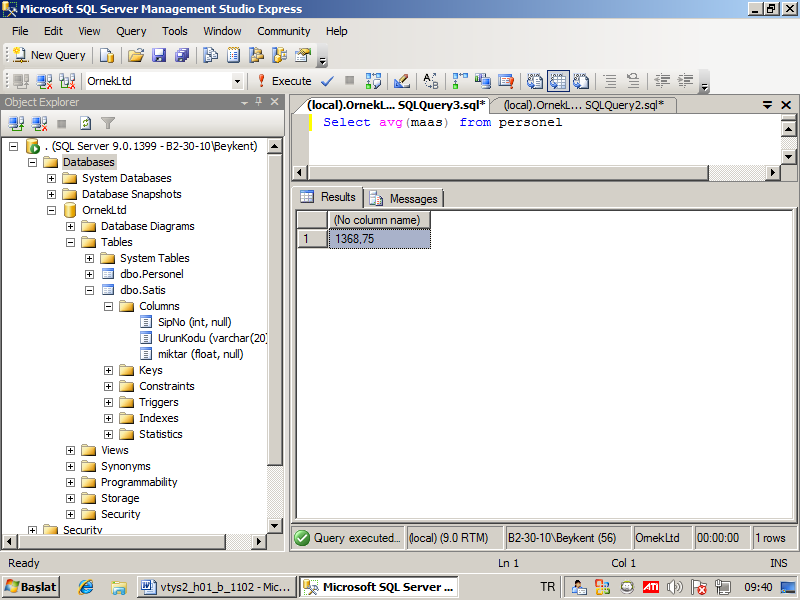 Microsoft SQL Server Management Studio Express
File Edit View Query Tools Window Community Help
New Query
OrnekLtd Execute
Object Explorer
. (SQL Server 9.0.1399 - B2-30-10\Beykent)
Databases
System Databases
Database Snapshots
OrnekLtd
Database Diagrams
Tables
System Tables
dbo.Personel
dbo.Satis
Columns
SipNo (int, null)
UrunKodu (varchar(20)
miktar (float, null)
Keys
Constraints
Triggers
Indexes
Statistics
Views
Synonyms
Programmability
Storage
Security
Security
(local).OrnekL... SQLQuery3.sql* (local).OrnekL... SQLQuery2.sql*
Select avg(maas) from personel
Results Messages
(No column name)
1 1368,75
Query executed... (local) (9.0 RTM) B2-30-10\Beykent (56) OrnekLtd 00:00:00 1 rows
Ready Ln 1 Col 1 INS
Başlat vtys2_h01_b_1102 - Mic... Microsoft SQL Server ... TR ATI 09:40